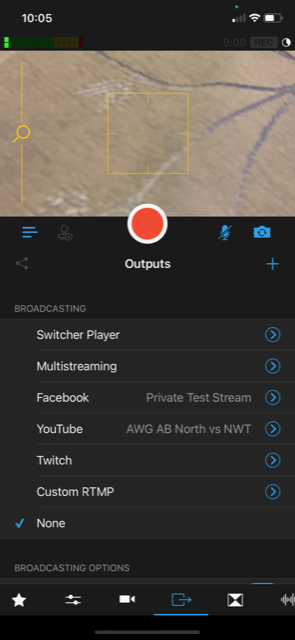 10:05
0:00 REC
Outputs
BROADCASTING
Switcher Player
Multistreaming
Facebook Private Test Stream
YouTube AWG AB North vs NWT
Twitch
Custom RTMP
None
BROADCASTING OPTIONS